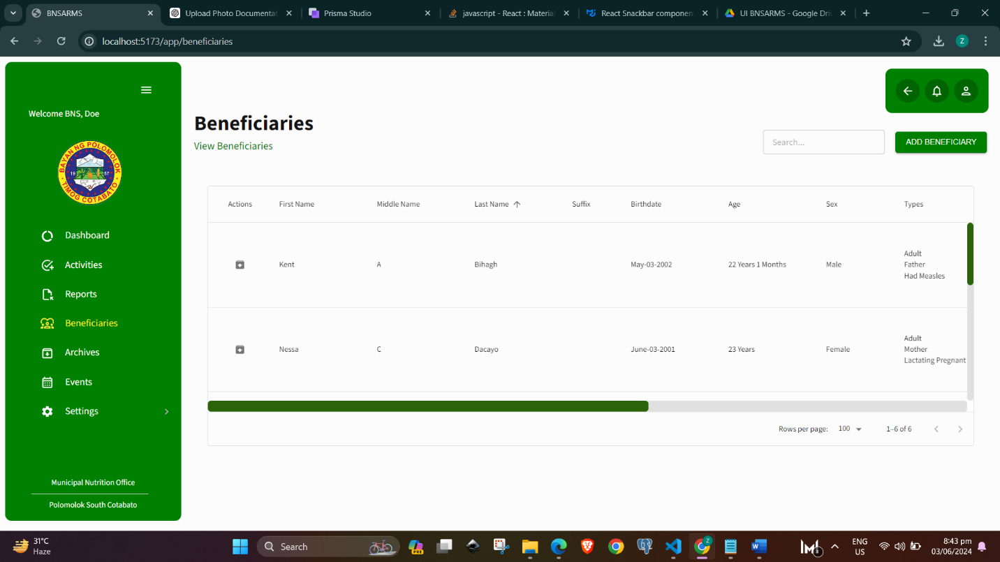 BNSARMS
Upload Photo Documentat
Prisma Studio
javascript - React : Material
React Snackbar componen
UI BNSARMS - Google Driv
localhost:5173/app/beneficiaries
Z
Welcome BNS, Doe
BAYAN NG POLOMOLOK
19 57
TIMOG COTABATO
Dashboard
Activities
Reports
Beneficiaries
Archives
Events
Settings
Municipal Nutrition Office
Polomolok South Cotabato
Beneficiaries
View Beneficiaries
Search...
ADD BENEFICIARY
Actions First Name Middle Name Last Name Suffix Birthdate Age Sex Types
Kent A Bihagh May-03-2002 22 Years 1 Months Male
Adult
Father
Had Measles
Nessa C Dacayo June-03-2001 23 Years Female
Adult
Mother
Lactating Pregnant
Rows per page: 100 1–6 of 6
31°C
Haze
Search
PRE
Z
ENG
US
8:43 pm
03/06/2024